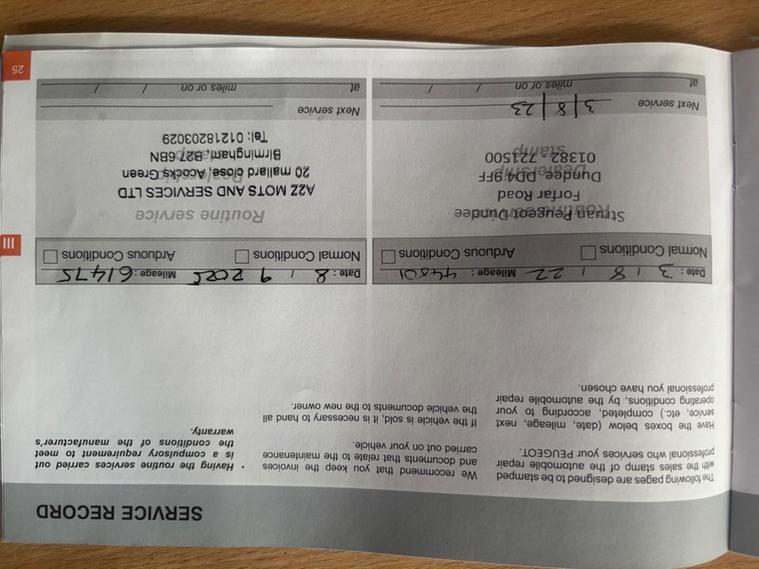 SERVICE RECORD
The following pages are designed to be stamped
with the sales stamp of the automobile repair
professional who services your PEUGEOT.
Have the boxes below (date, mileage, next
service, etc.) completed, according to your
operating conditions, by the automobile repair
professional you have chosen.
We recommend that you keep the invoices
and documents that relate to the maintenance
carried out on your vehicle.
If the vehicle is sold, it is necessary to hand all
the vehicle documents to the new owner.
• Having the routine services carried out
is a compulsory requirement to meet
the conditions of the manufacturer's
warranty.
Date : 3 / 8 / 22 Mileage : 44801
Normal Conditions Arduous Conditions
Routine service
Struan Peugeot Dundee
Forfar Road
Dundee, DD4 9FF
01382 - 721500
Dealership
stamp
Next service 3/8/23
at miles or on / /
Date : 8 / 9 2025 Mileage : 61475
Normal Conditions Arduous Conditions
Routine service
A2Z MOTS AND SERVICES LTD
20 mallard close, Acocks Green
Birmingham, B27 6BN
Tel: 01218203029
Next service
at miles or on / /
III
25